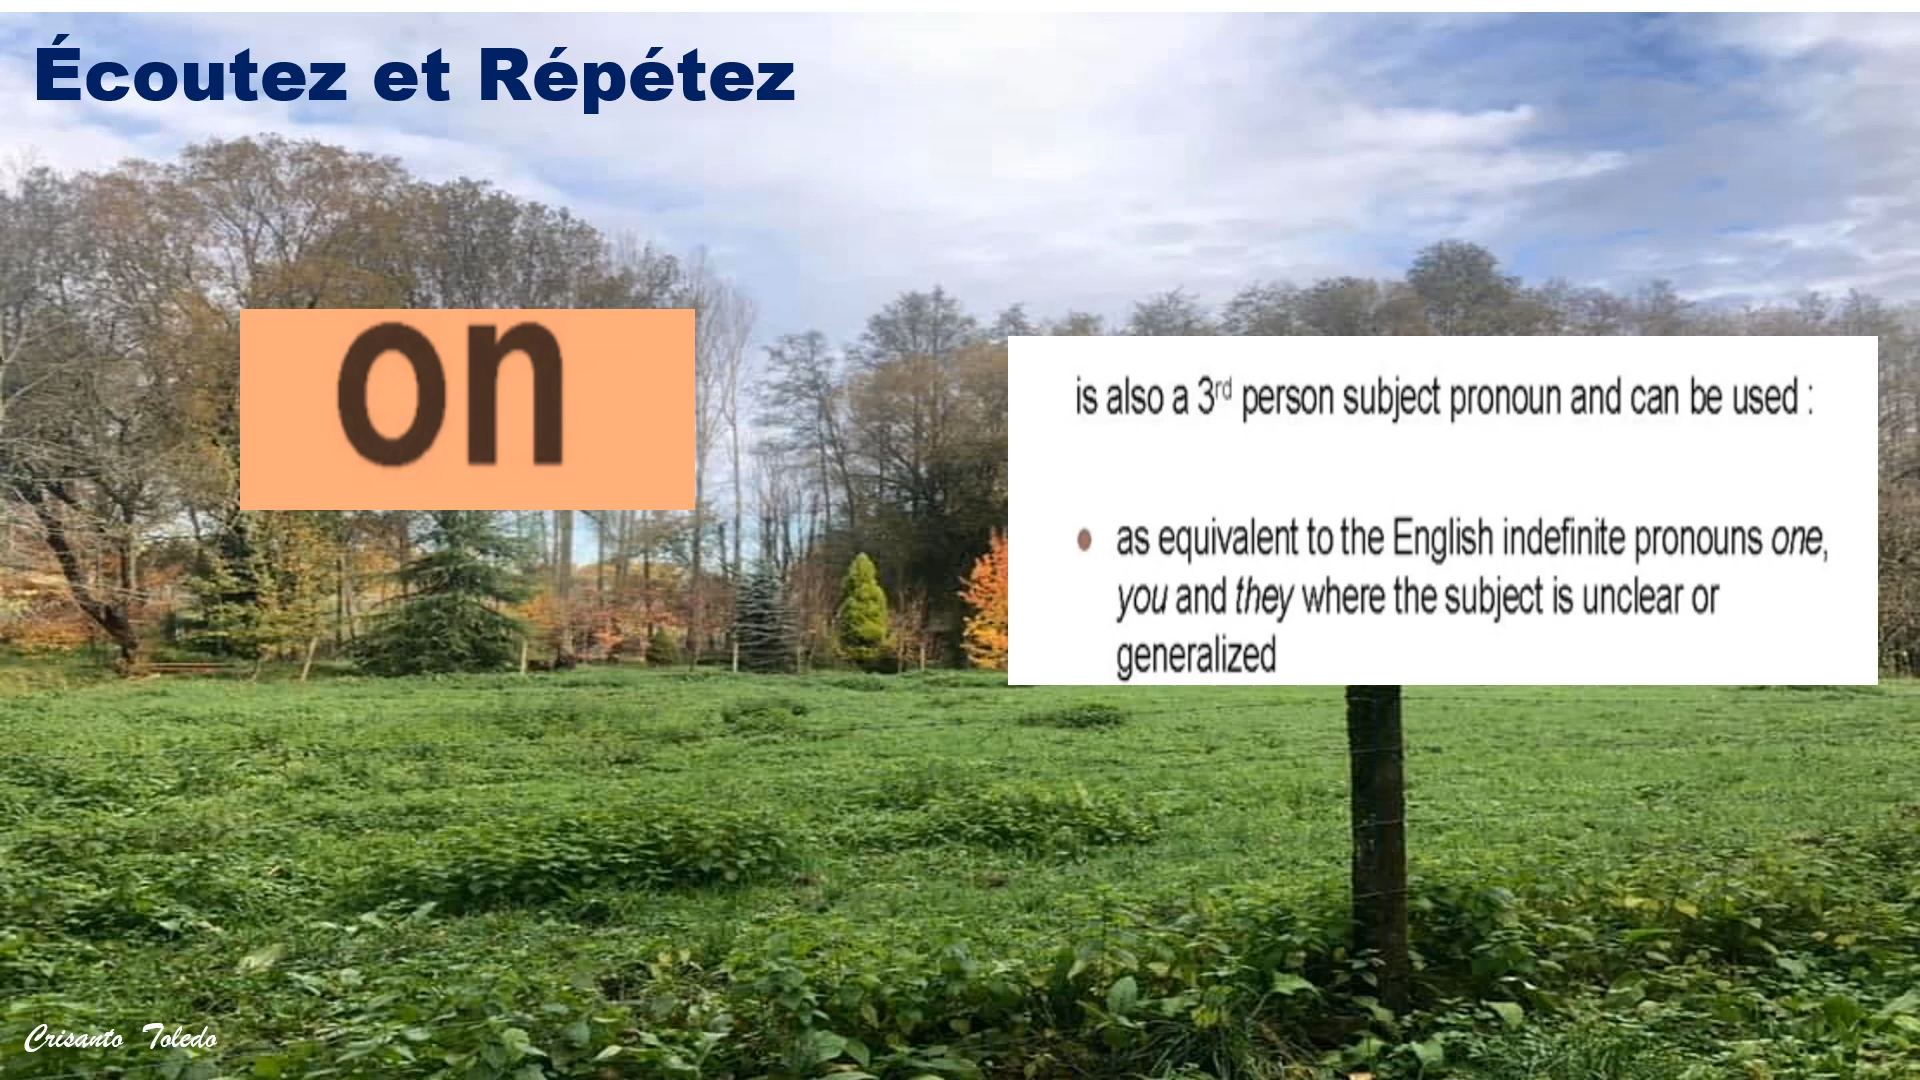 Écoutez et Répétez
on
is also a 3rd person subject pronoun and can be used :
as equivalent to the English indefinite pronouns one,
you and they where the subject is unclear or
generalized
Crisanto Toledo